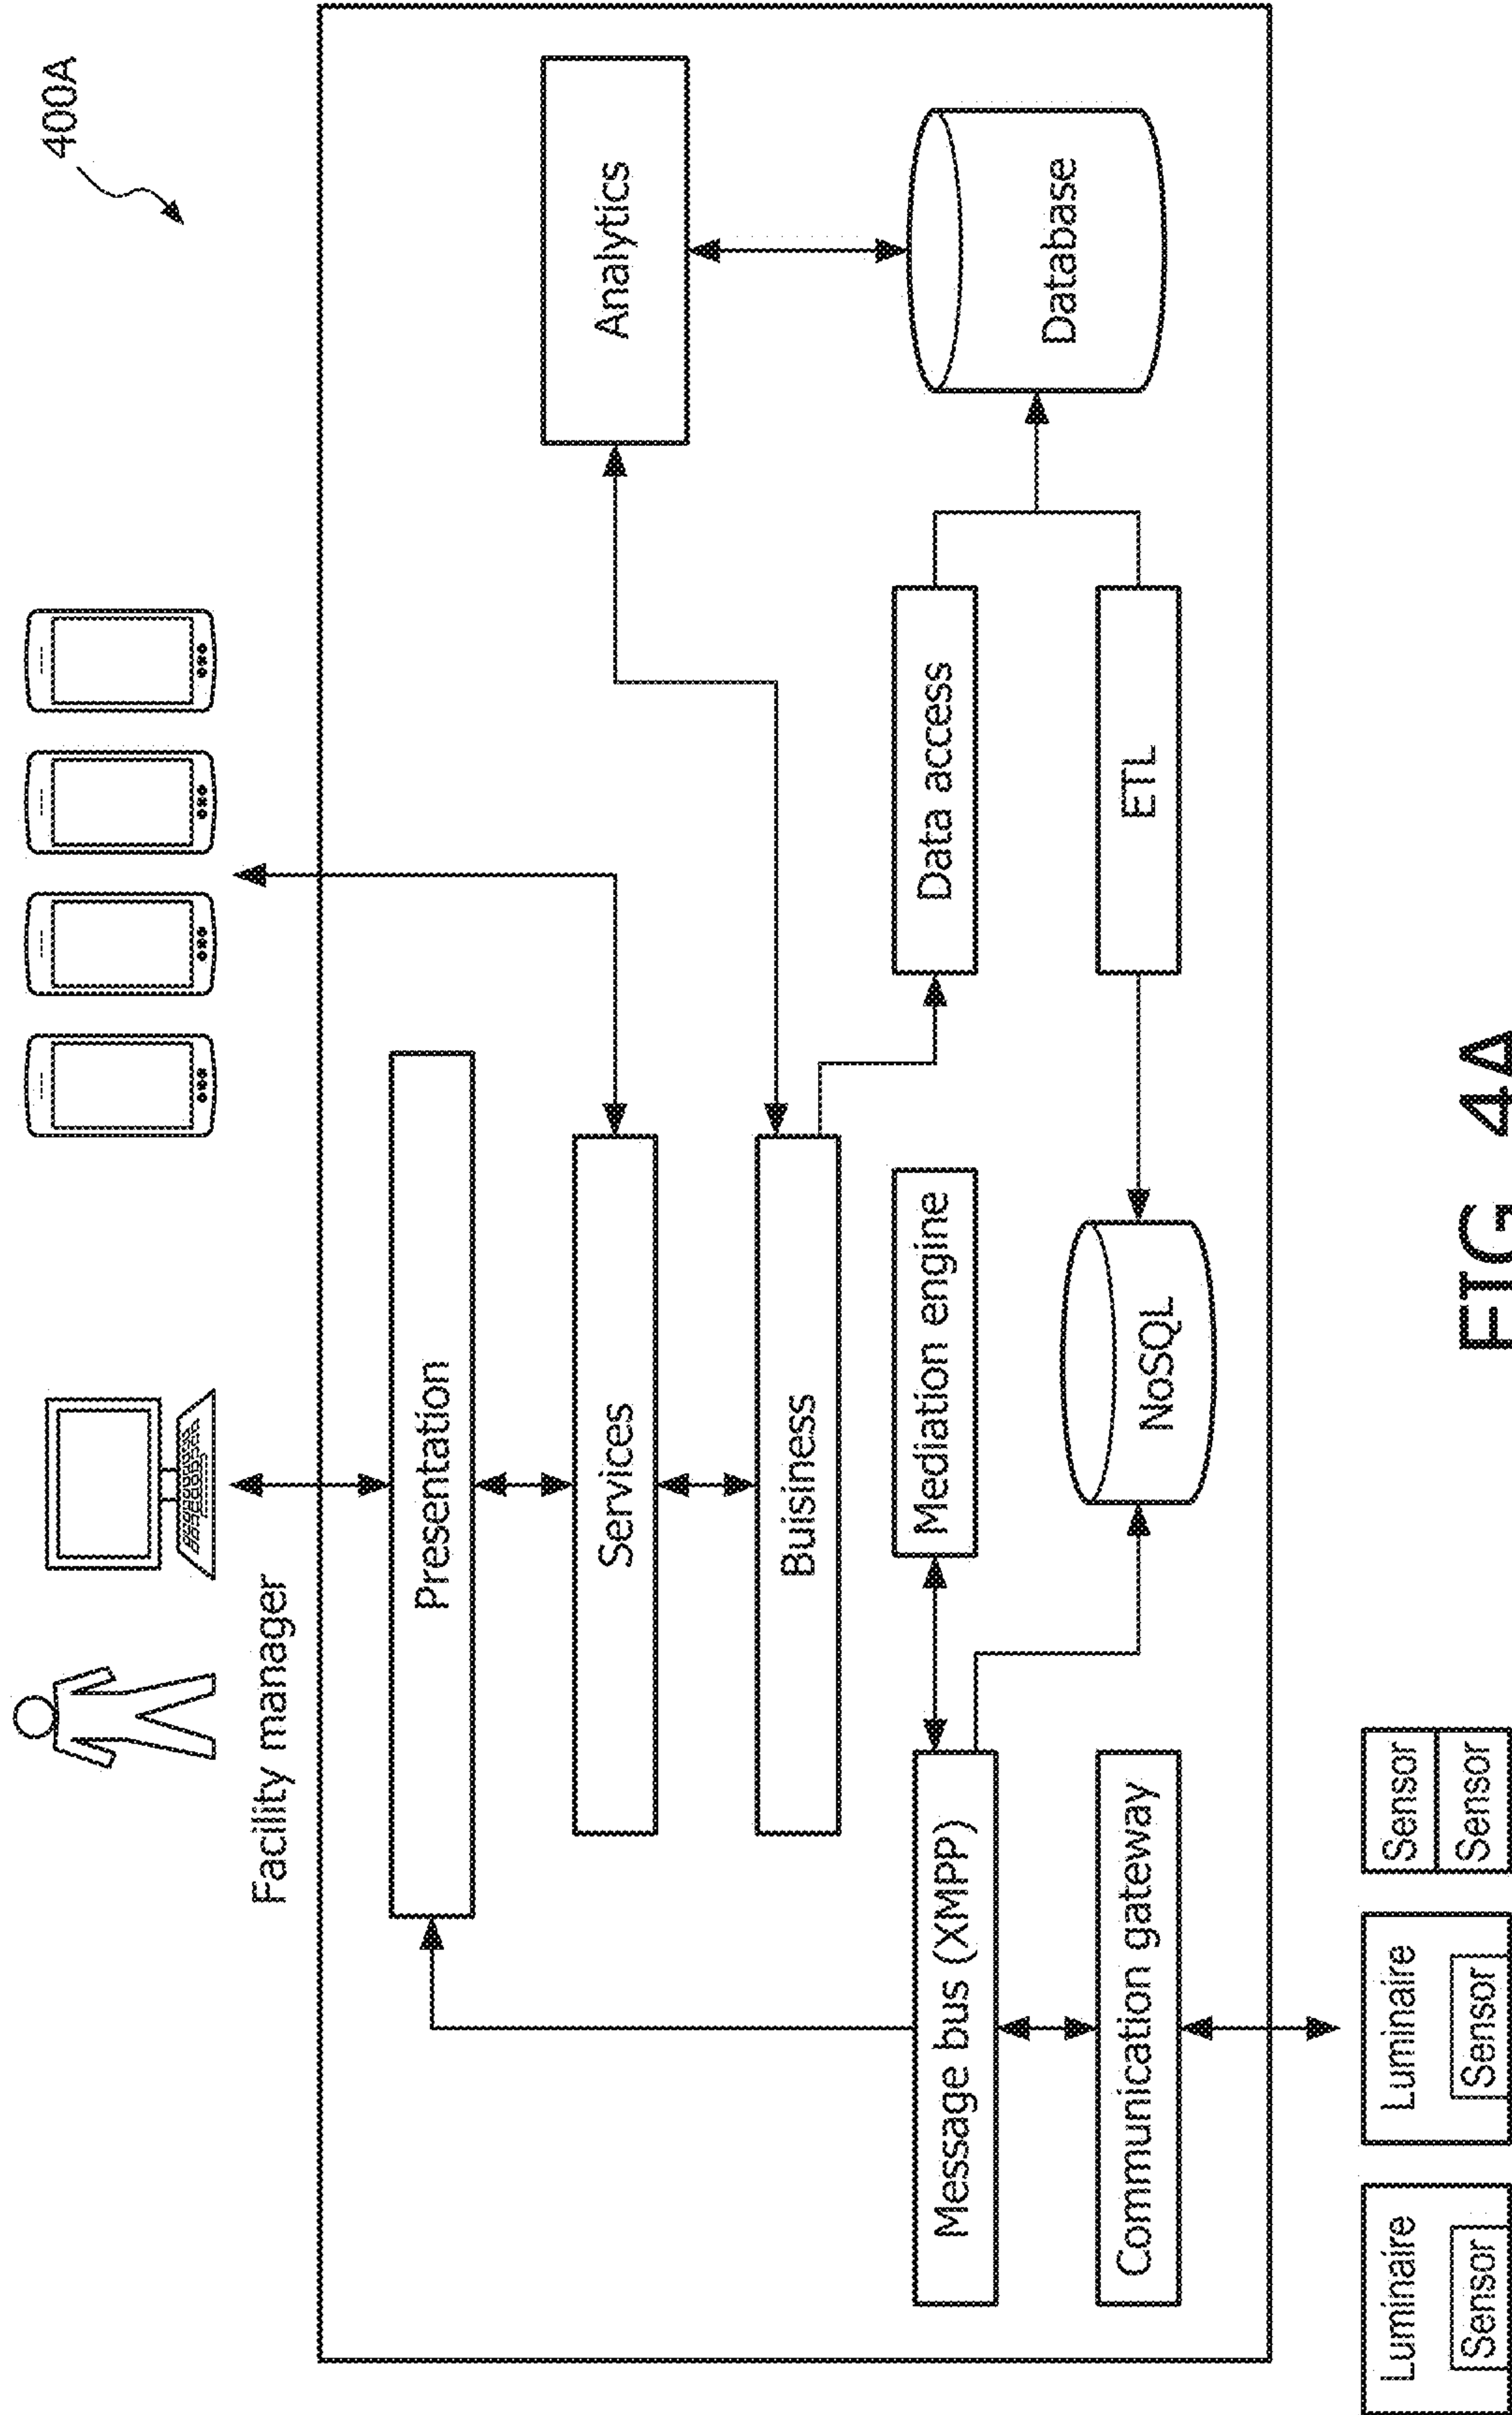 400A
Facility manager
Presentation
Services
Buisiness
Analytics
Message bus (XMPP)
Mediation engine
Data access
Database
Communication gateway
NoSQL
ETL
Luminaire
Sensor
Luminaire
Sensor
Sensor
Sensor
FIG. 4A